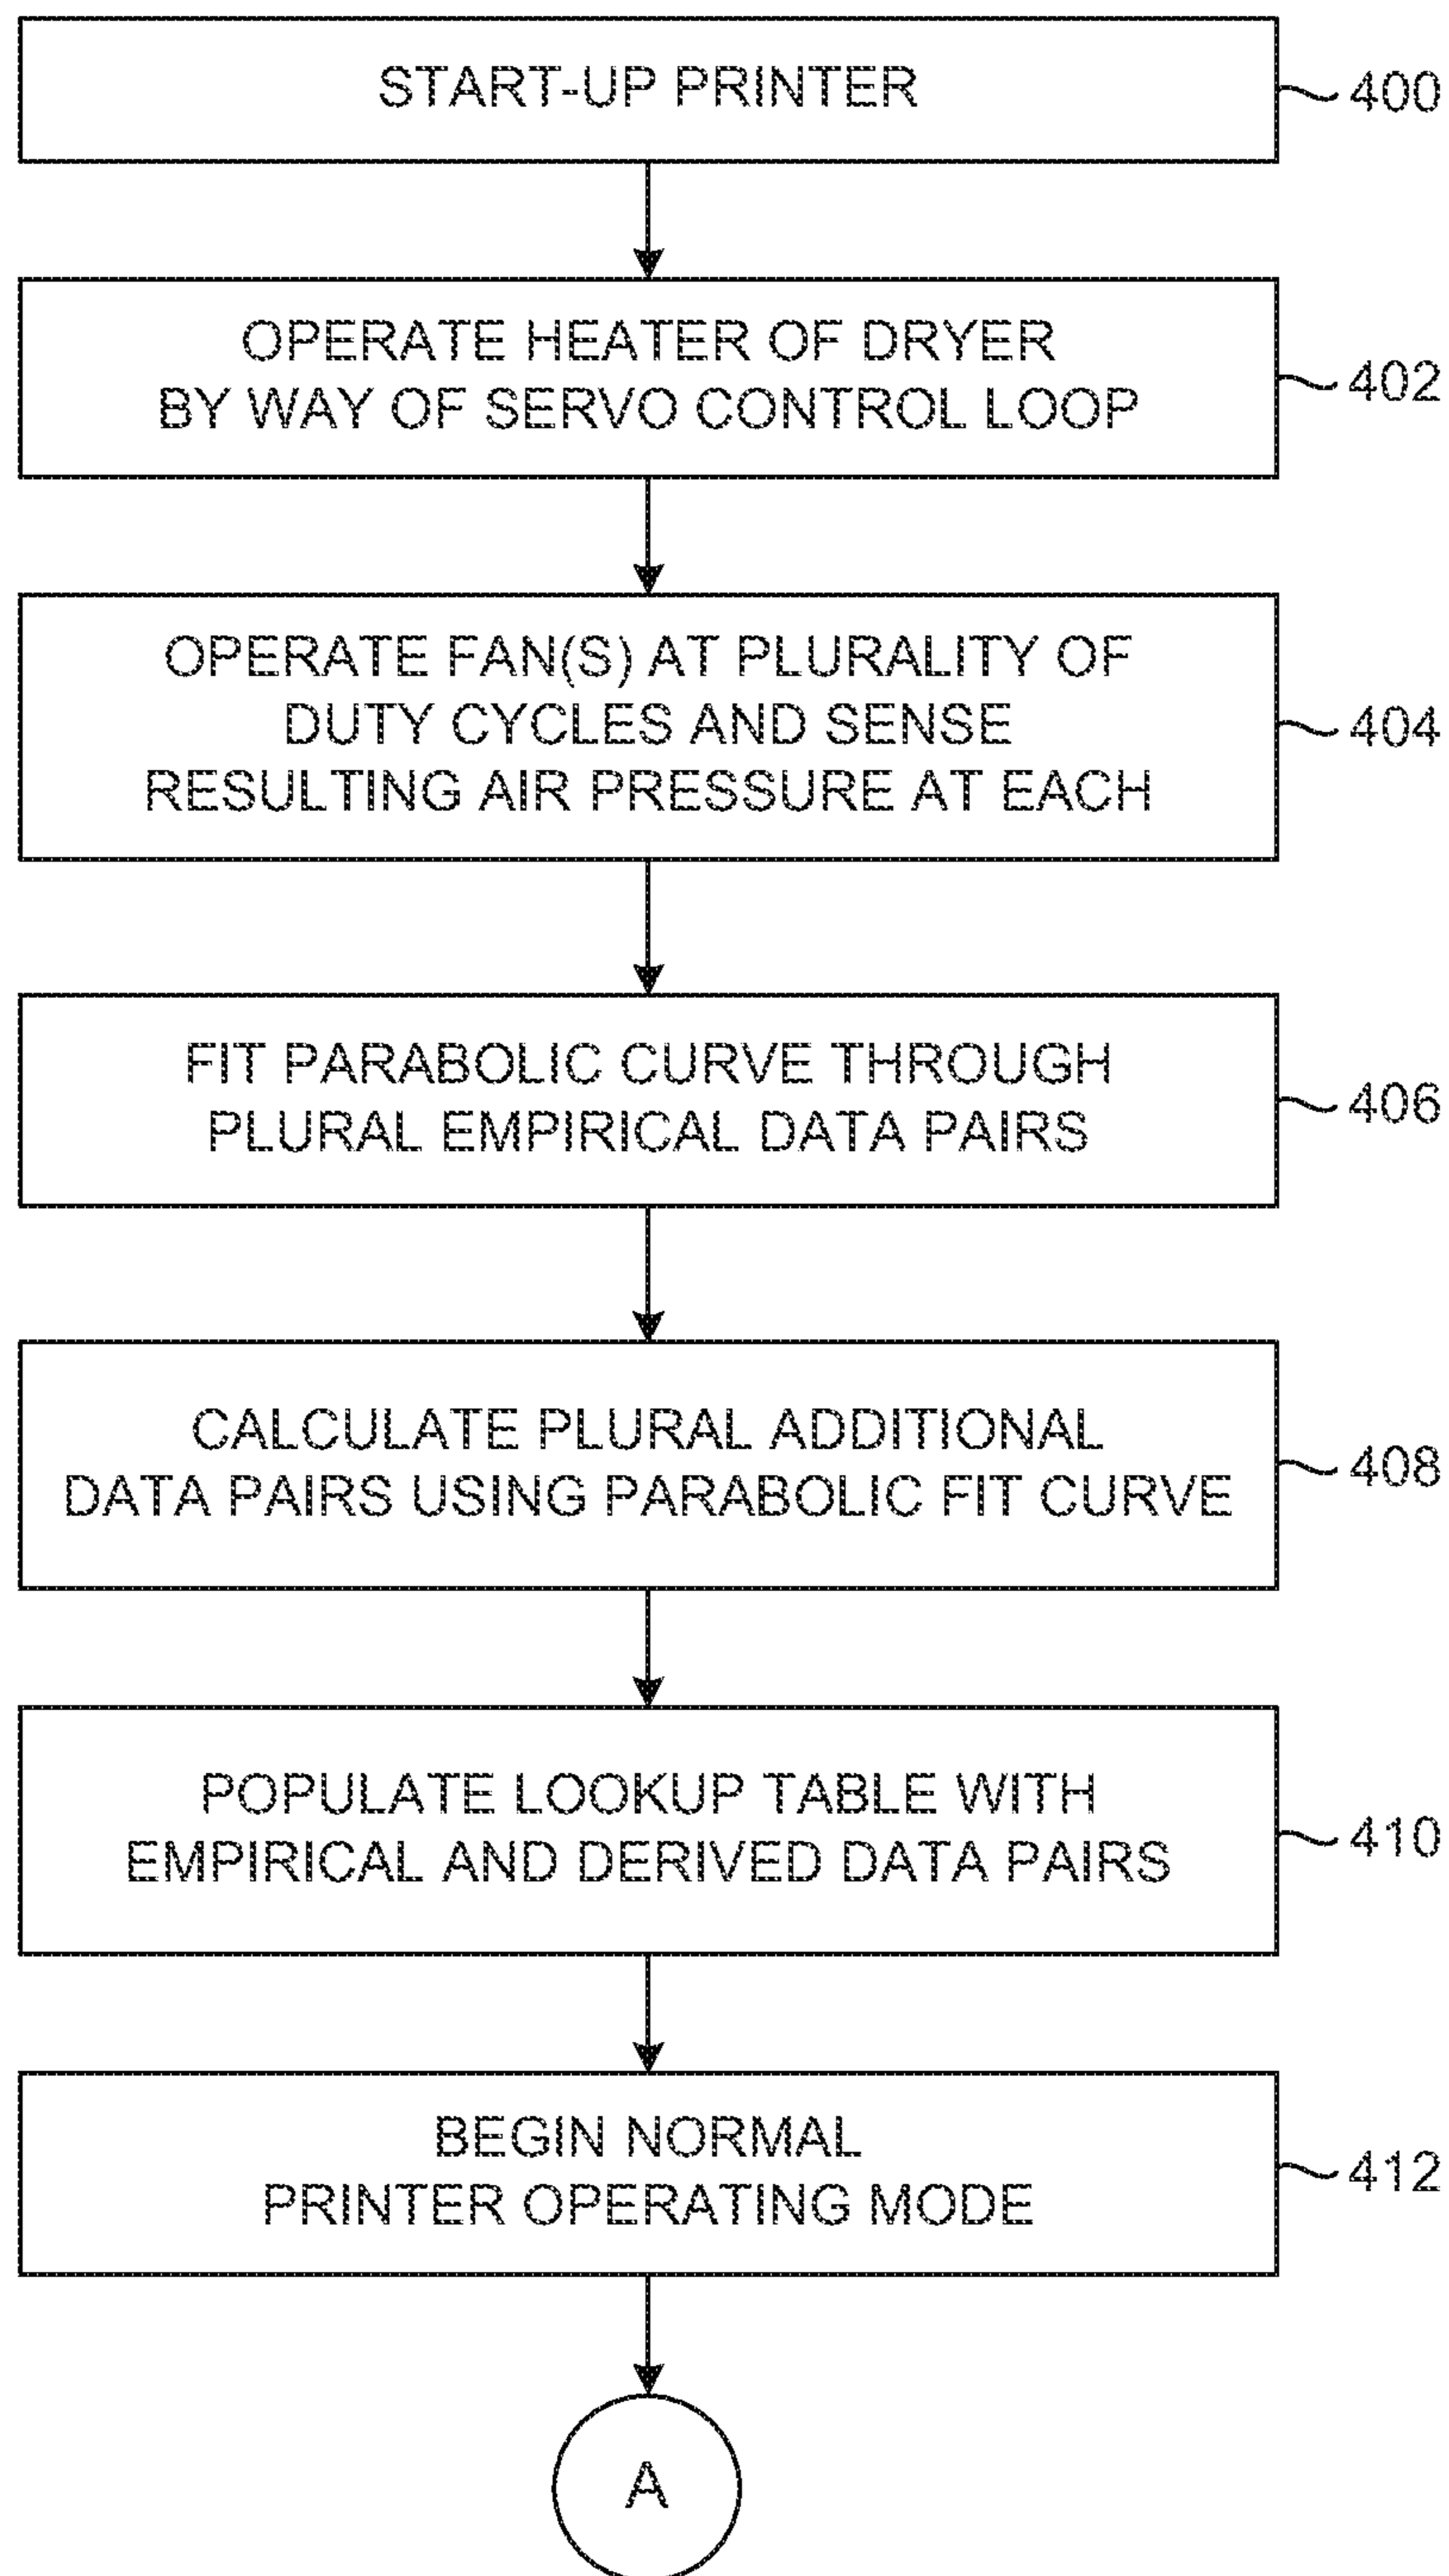 START-UP PRINTER
400
OPERATE HEATER OF DRYER
BY WAY OF SERVO CONTROL LOOP
402
OPERATE FAN(S) AT PLURALITY OF
DUTY CYCLES AND SENSE
RESULTING AIR PRESSURE AT EACH
404
FIT PARABOLIC CURVE THROUGH
PLURAL EMPIRICAL DATA PAIRS
406
CALCULATE PLURAL ADDITIONAL
DATA PAIRS USING PARABOLIC FIT CURVE
408
POPULATE LOOKUP TABLE WITH
EMPIRICAL AND DERIVED DATA PAIRS
410
BEGIN NORMAL
PRINTER OPERATING MODE
412
A